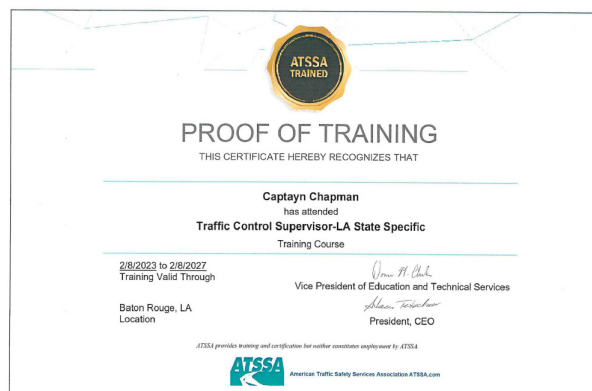 ATSSA
TRAINED
PROOF OF TRAINING
THIS CERTIFICATE HEREBY RECOGNIZES THAT
Captayn Chapman
has attended
Traffic Control Supervisor-LA State Specific
Training Course
2/8/2023 to 2/8/2027
Training Valid Through
Vice President of Education and Technical Services
Baton Rouge, LA
Location
President, CEO
ATSSA provides training and certification but neither constitutes employment by ATSSA
ATSSA
American Traffic Safety Services Association ATSSA.com